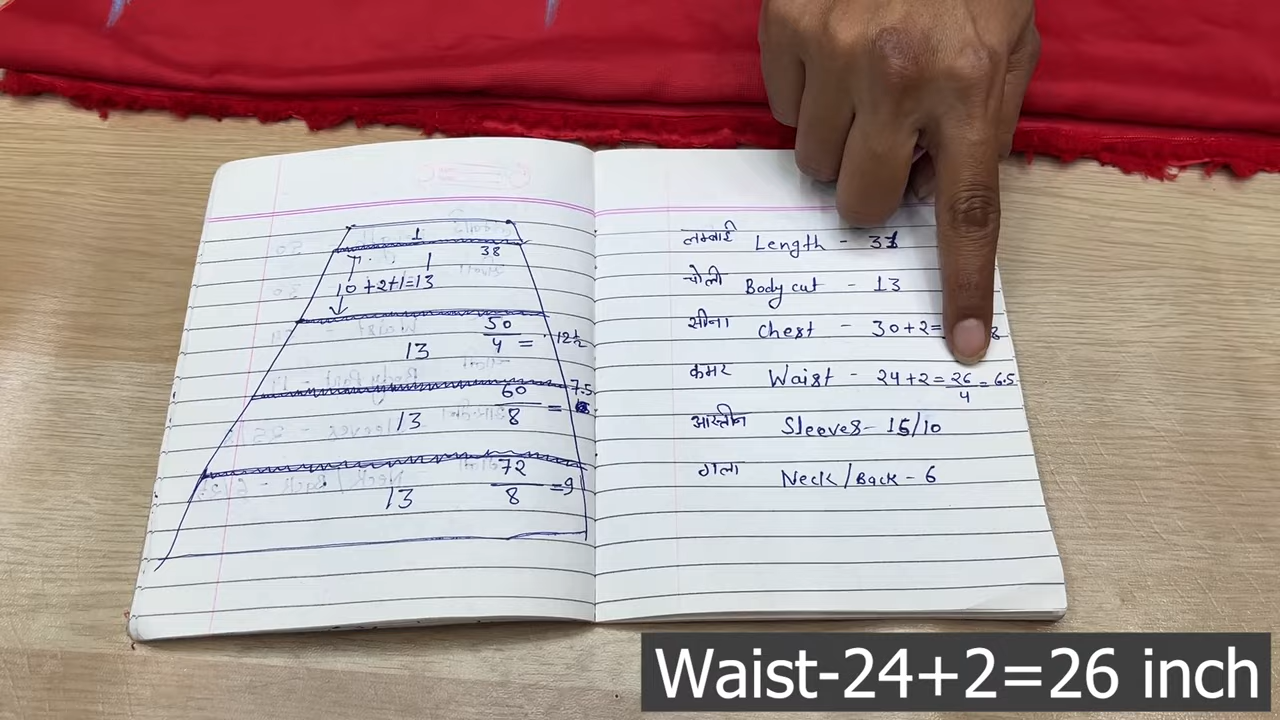 1
38
10 +2+1=13
50
13 4 = 12½
7.5
60
13 8 =
72
13 8 =9
लम्बाई Length -
चोली Body cut - 13
सीना Chest - 30+2= 8
कमर Waist - 24+2=26/4=6.5
आस्तीन Sleeves- 15/10
गला Neck/Back - 6
Waist-24+2=26 inch